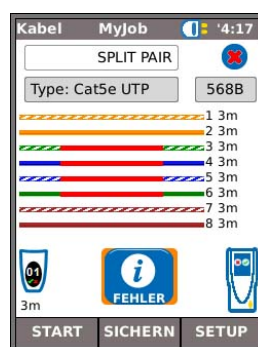 Kabel MyJob '4:17
SPLIT PAIR
Type: Cat5e UTP 568B
1 3m
2 3m
3 3m
4 3m
5 3m
6 3m
7 3m
8 3m
01
i
3m
FEHLER
START SICHERN SETUP